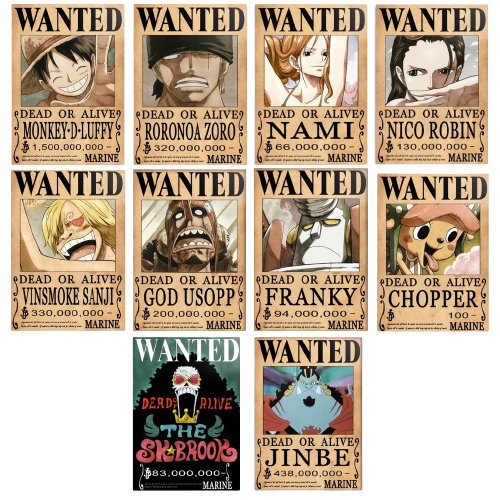 WANTED
DEAD OR ALIVE
MONKEY-D-LUFFY
1,500,000,000-
MARINE
WANTED
DEAD OR ALIVE
RORONOA ZORO
320,000,000-
MARINE
WANTED
DEAD OR ALIVE
NAMI
66,000,000-
MARINE
WANTED
DEAD OR ALIVE
NICO ROBIN
130,000,000-
MARINE
WANTED
DEAD OR ALIVE
VINSMOKE SANJI
330,000,000-
MARINE
WANTED
DEAD OR ALIVE
GOD USOPP
200,000,000-
MARINE
WANTED
DEAD OR ALIVE
FRANKY
94,000,000-
MARINE
WANTED
DEAD OR ALIVE
CHOPPER
100-
MARINE
WANTED
DEAD ALIVE
THE
SK BROOK
83,000,000-
MARINE
WANTED
DEAD OR ALIVE
JINBE
438,000,000-
MARINE